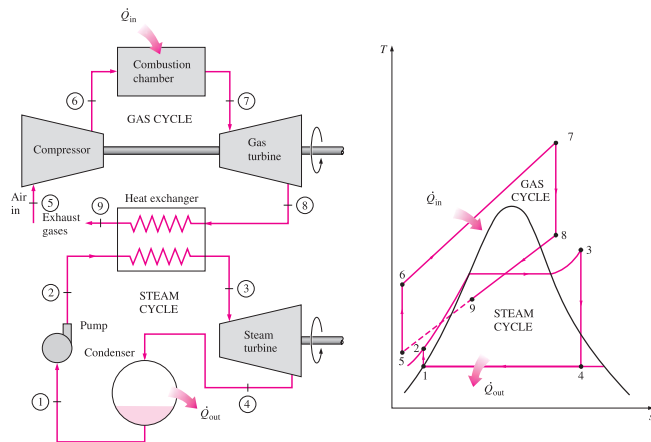 Q̇in
Combustion
chamber
6
7
GAS CYCLE
Compressor
Gas
turbine
Air
in
5
9
Heat exchanger
8
Exhaust
gases
2
3
STEAM
CYCLE
Pump
Condenser
Steam
turbine
Q̇out
1
4
T
7
GAS
CYCLE
Q̇in
8
3
6
9
STEAM
CYCLE
5
2
1
4
Q̇out
s